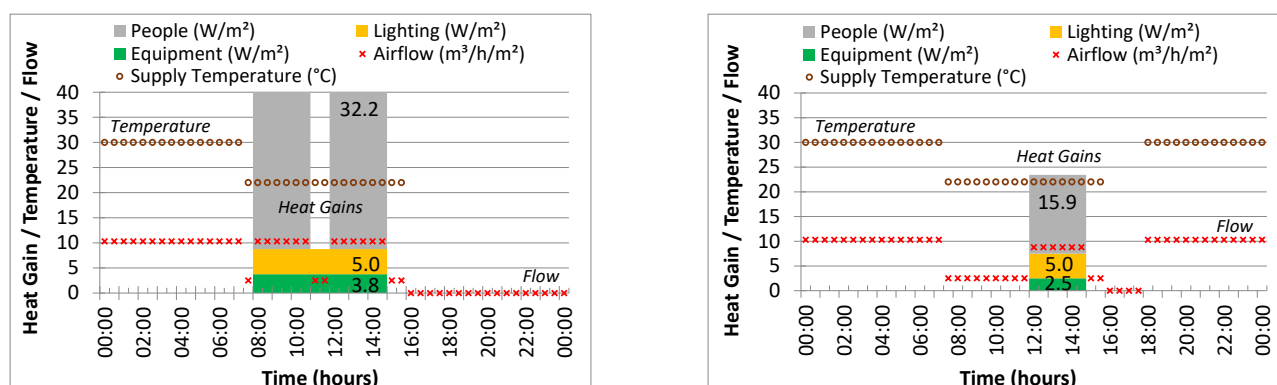 People (W/m²) Lighting (W/m²)
Equipment (W/m²) Airflow (m³/h/m²)
Supply Temperature (°C)
Heat Gain / Temperature / Flow
40
35
30
25
20
15
10
5
0
Temperature
32.2
Heat Gains
5.0
3.8
Flow
00:00 02:00 04:00 06:00 08:00 10:00 12:00 14:00 16:00 18:00 20:00 22:00 00:00
Time (hours)
People (W/m²) Lighting (W/m²)
Equipment (W/m²) Airflow (m³/h/m²)
Supply Temperature (°C)
Heat Gain / Temperature / Flow
40
35
30
25
20
15
10
5
0
Temperature
Heat Gains
15.9
Flow
5.0
2.5
00:00 02:00 04:00 06:00 08:00 10:00 12:00 14:00 16:00 18:00 20:00 22:00 00:00
Time (hours)